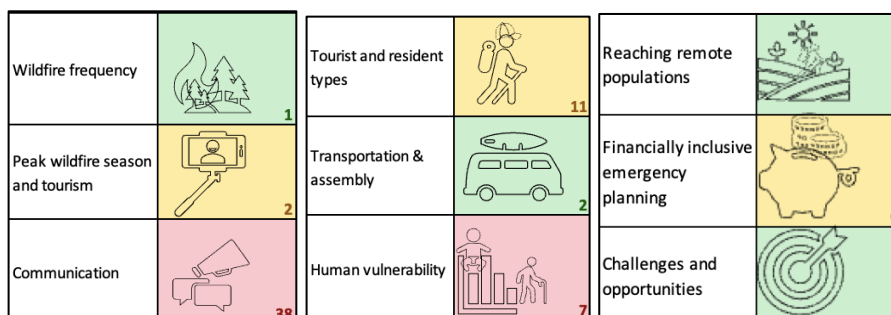 Wildfire frequency
1
Peak wildfire season
and tourism
2
Communication
38
Tourist and resident
types
11
Transportation &
assembly
2
Human vulnerability
7
Reaching remote
populations
Financially inclusive
emergency
planning
Challenges and
opportunities